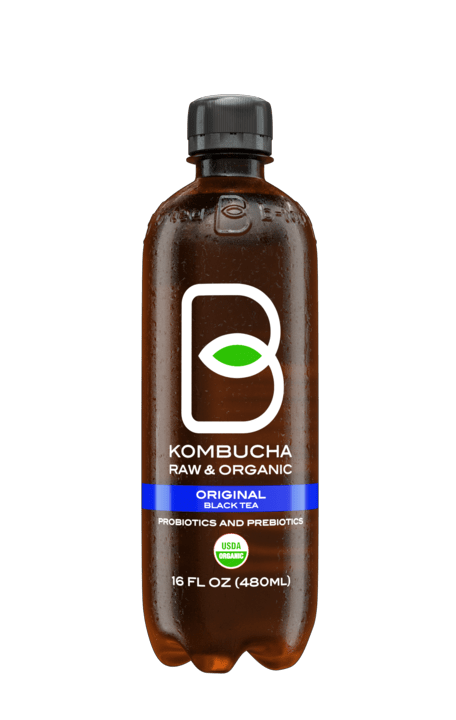 B
KOMBUCHA
RAW & ORGANIC
ORIGINAL
BLACK TEA
PROBIOTICS AND PREBIOTICS
USDA
ORGANIC
16 FL OZ (480ML)